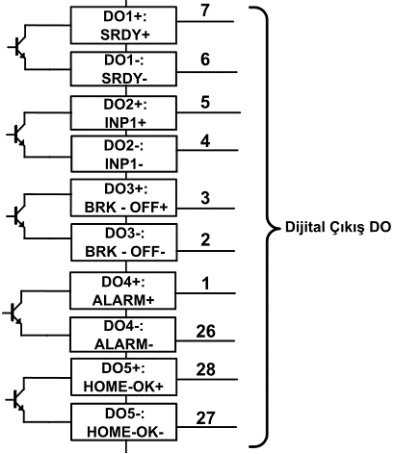 DO1+: 7
SRDY+
DO1-: 6
SRDY-
DO2+: 5
INP1+
DO2-: 4
INP1-
DO3+: 3
BRK - OFF+
DO3-: 2
BRK - OFF-
Dijital Çıkış DO
DO4+: 1
ALARM+
DO4-: 26
ALARM-
DO5+: 28
HOME-OK+
DO5-: 27
HOME-OK-